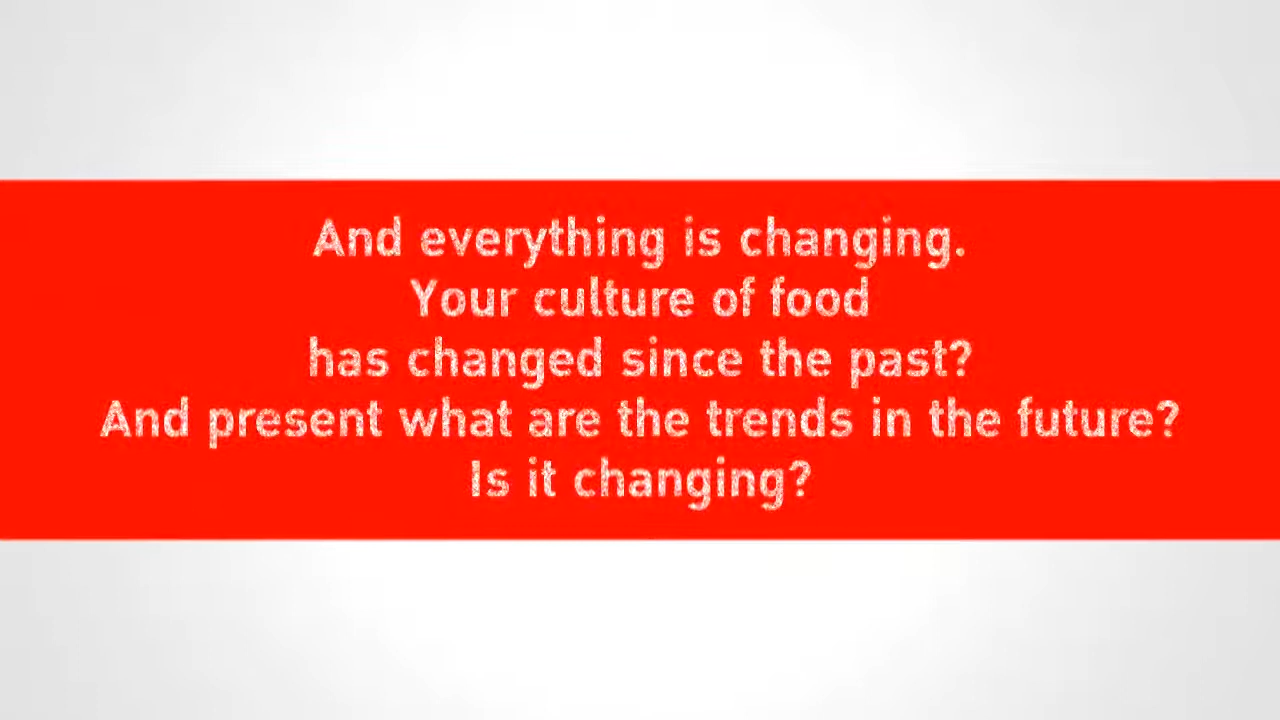 And everything is changing.
Your culture of food
has changed since the past?
And present what are the trends in the future?
Is it changing?